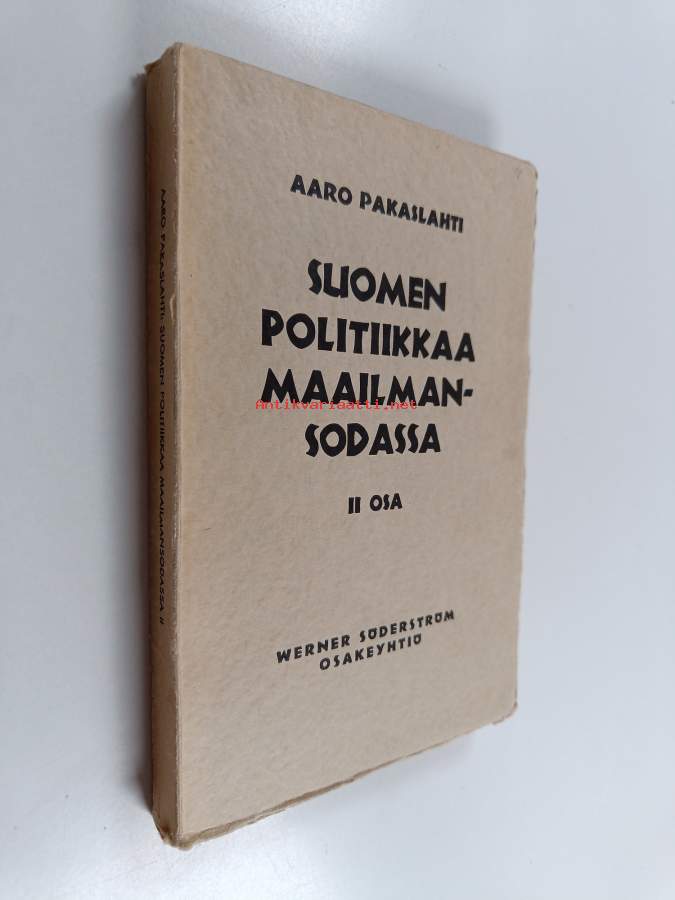 AARO PAKASLAHTI
SUOMEN
POLITIIKKAA
MAAILMAN-
SODASSA
II OSA
WERNER SÖDERSTRÖM
OSAKEYHTIÖ
AARO PAKASLAHTI: SUOMEN POLITIIKKAA MAAILMANSODASSA II
Antikvariaatti.net